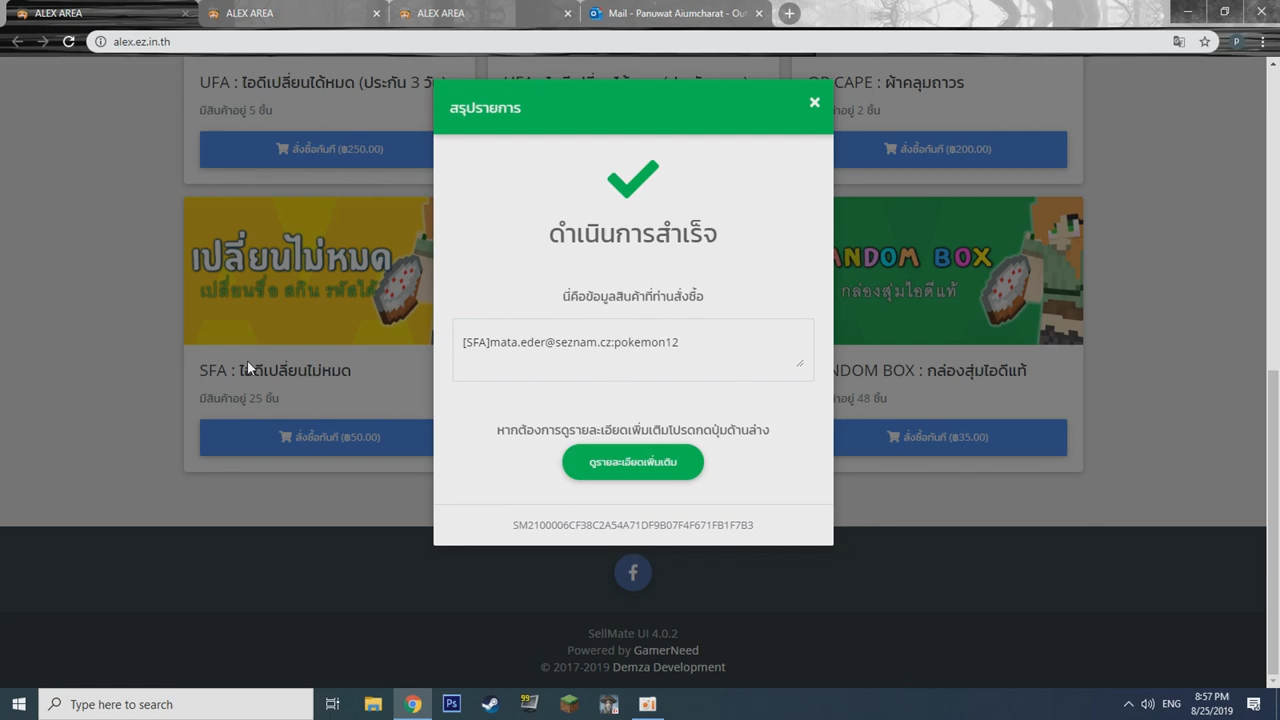 ALEX AREA
ALEX AREA
ALEX AREA
Mail - Panuwat Aiumcharat - Out
alex.ez.in.th
P
UFA : ไอดีเปลี่ยนได้หมด (ประกัน 3 วัน
CAPE : ผ้าคลุมถาวร
มีสินค้าอยู่ 5 ชิ้น
อยู่ 2 ชิ้น
สั่งซื้อทันที (฿250.00)
สั่งซื้อทันที (฿200.00)
สรุปรายการ
×
ดำเนินการสำเร็จ
นี่คือข้อมูลสินค้าที่ท่านสั่งซื้อ
[SFA]mata.eder@seznam.cz:pokemon12
หากต้องการดูรายละเอียดเพิ่มเติมโปรดกดปุ่มด้านล่าง
ดูรายละเอียดเพิ่มเติม
SM2100006CF38C2A54A71DF9B07F4F671FB1F7B3
เปลี่ยนไม่หมด
เปลี่ยนชื่อ สกิน รหัสได้
NDOM BOX
กล่องสุ่มไอดีแท้
SFA : ไอดีเปลี่ยนไม่หมด
NDOM BOX : กล่องสุ่มไอดีแท้
มีสินค้าอยู่ 25 ชิ้น
อยู่ 48 ชิ้น
สั่งซื้อทันที (฿50.00)
สั่งซื้อทันที (฿35.00)
SellMate UI 4.0.2
Powered by GamerNeed
© 2017-2019 Demza Development
Type here to search
Ps
99
ENG
8:57 PM
8/25/2019